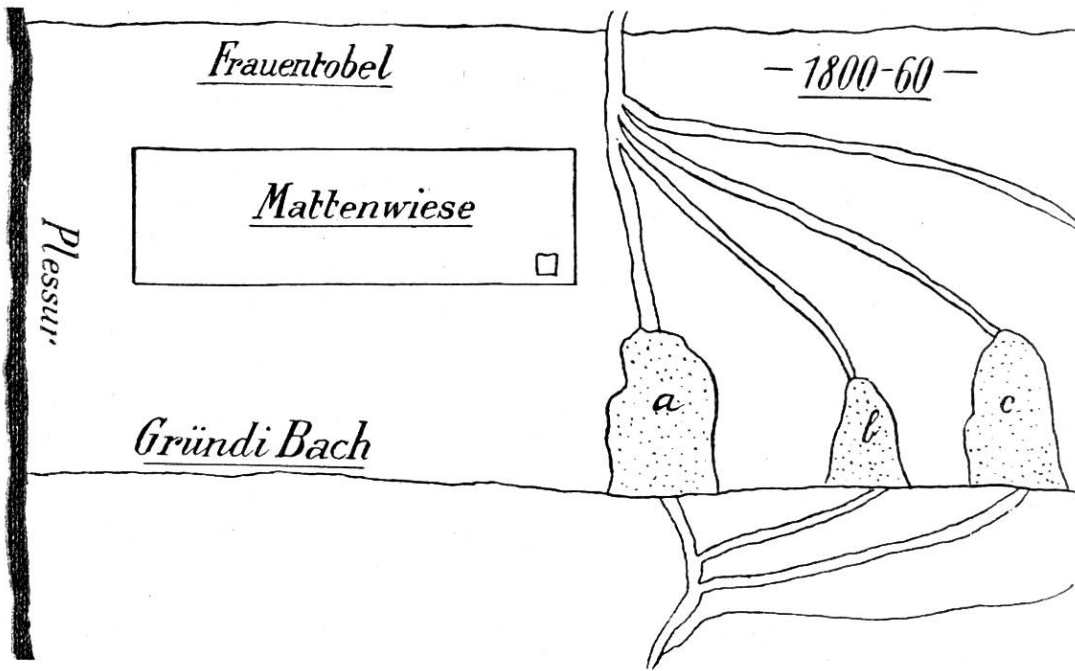 Frauentobel
— 1800-60 —
Mattenwiese
Plessur
a
b
c
Gründi Bach